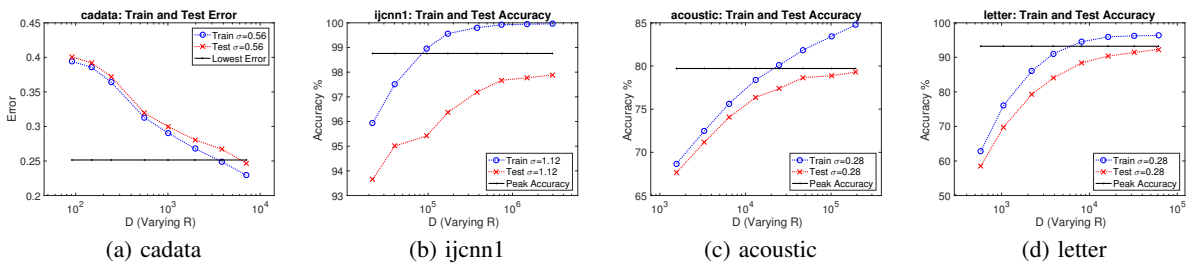 cadata: Train and Test Error
0.45
0.4
0.35
0.3
0.25
0.2
Error
Train σ=0.56
Test σ=0.56
Lowest Error
10^2
10^3
10^4
D (Varying R)
(a) cadata
ijcnn1: Train and Test Accuracy
100
99
98
97
96
95
94
93
Accuracy %
Train σ=1.12
Test σ=1.12
Peak Accuracy
10^5
10^6
D (Varying R)
(b) ijcnn1
acoustic: Train and Test Accuracy
85
80
75
70
65
Accuracy %
Train σ=0.28
Test σ=0.28
Peak Accuracy
10^3
10^4
10^5
D (Varying R)
(c) acoustic
letter: Train and Test Accuracy
100
90
80
70
60
50
Accuracy %
Train σ=0.28
Test σ=0.28
Peak Accuracy
10^3
10^4
10^5
D (Varying R)
(d) letter